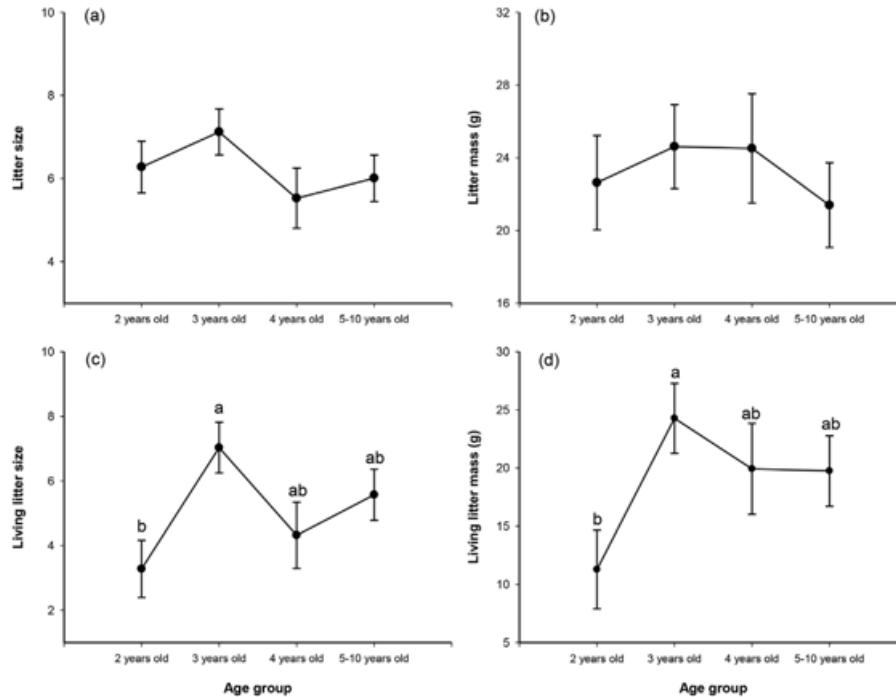 (a)
Litter size
10
8
6
4
2 years old 3 years old 4 years old 5-10 years old
(b)
Litter mass (g)
32
28
24
20
16
2 years old 3 years old 4 years old 5-10 years old
(c)
Living litter size
10
8
6
4
2
b
a
ab
ab
2 years old 3 years old 4 years old 5-10 years old
Age group
(d)
Living litter mass (g)
30
25
20
15
10
5
b
a
ab
ab
2 years old 3 years old 4 years old 5-10 years old
Age group